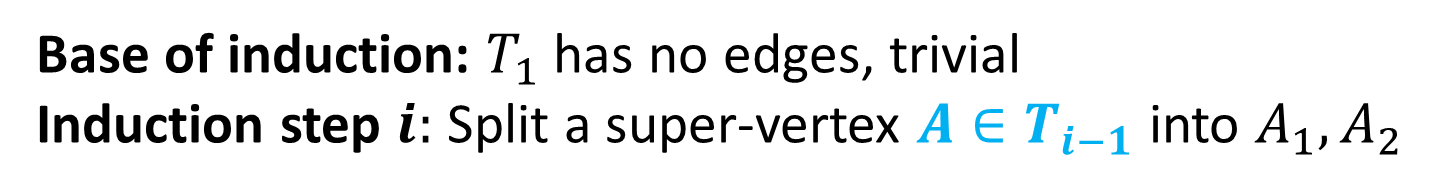 Base of induction: T₁ has no edges, trivial
Induction step i: Split a super-vertex A ∈ Tᵢ₋₁ into A₁, A₂